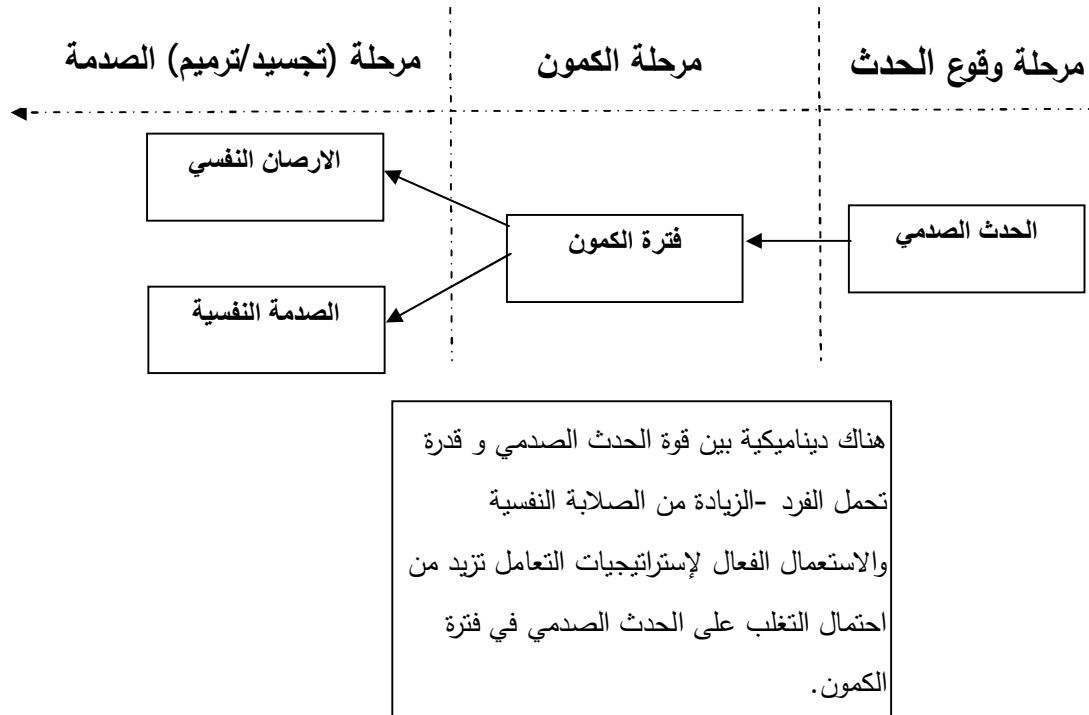 مرحلة وقوع الحدث
مرحلة الكمون
مرحلة (تجسيد/ترميم) الصدمة
الحدث الصدمي
فترة الكمون
الارصان النفسي
الصدمة النفسية
هناك ديناميكية بين قوة الحدث الصدمي و قدرة
تحمل الفرد -الزيادة من الصلابة النفسية
والاستعمال الفعال لإستراتيجيات التعامل تزيد من
احتمال التغلب على الحدث الصدمي في فترة
الكمون.